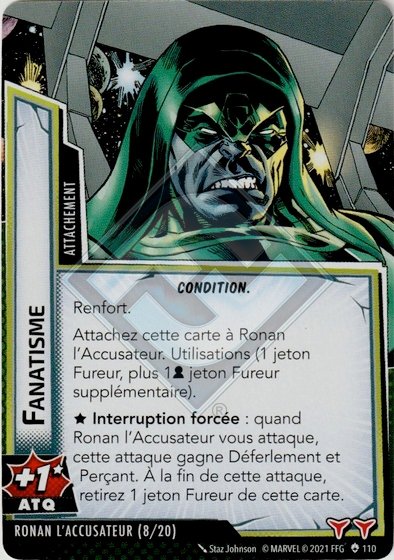 ATTACHEMENT
FANATISME
CONDITION.
Renfort.
Attachez cette carte à Ronan
l'Accusateur. Utilisations (1 jeton
Fureur, plus 1 jeton Fureur
supplémentaire).
★ Interruption forcée : quand
Ronan l'Accusateur vous attaque,
cette attaque gagne Déferlement et
Perçant. À la fin de cette attaque,
retirez 1 jeton Fureur de cette carte.
+1★
ATQ
RONAN L'ACCUSATEUR (8/20)
Staz Johnson © MARVEL © 2021 FFG 110